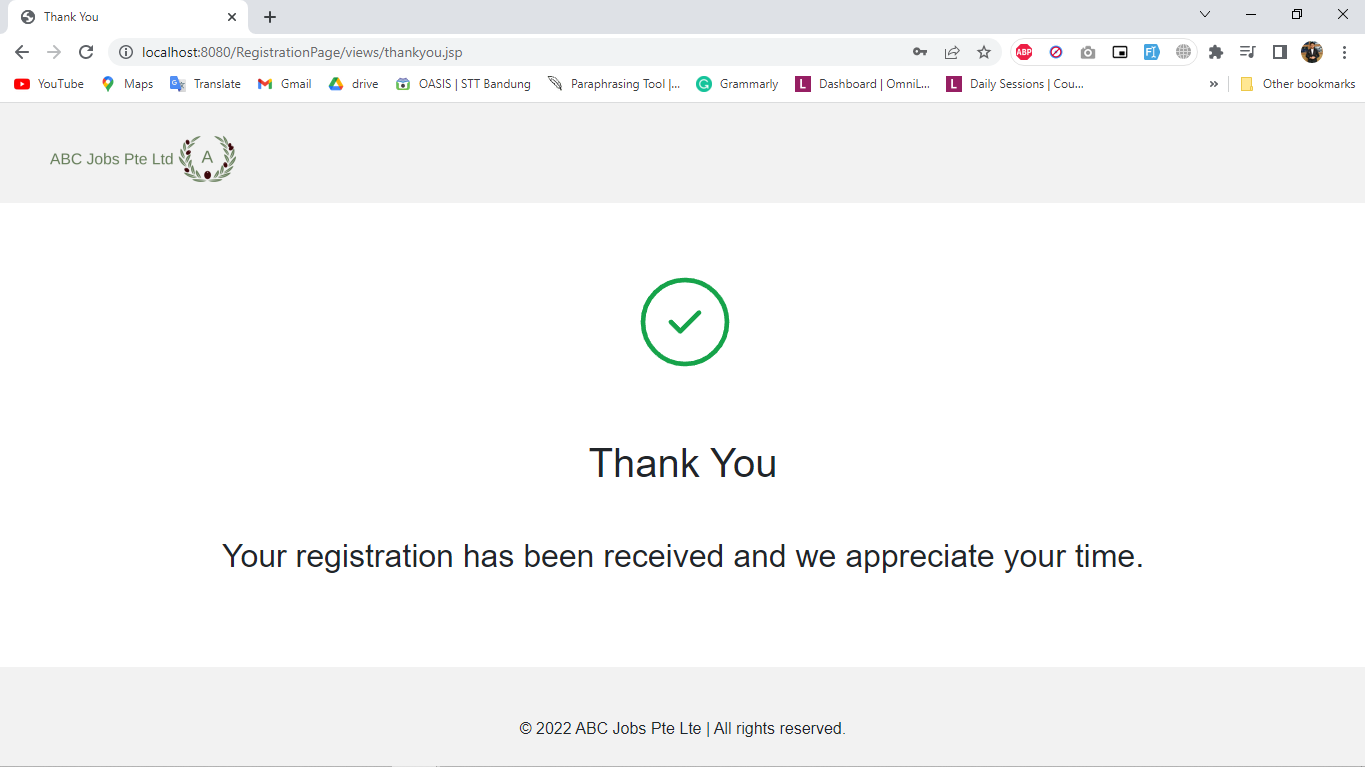 Thank You
localhost:8080/RegistrationPage/views/thankyou.jsp
ABP
YouTube Maps Translate Gmail drive OASIS | STT Bandung Paraphrasing Tool |... Grammarly L Dashboard | OmniL... L Daily Sessions | Cou... » Other bookmarks
ABC Jobs Pte Ltd A
Thank You
Your registration has been received and we appreciate your time.
© 2022 ABC Jobs Pte Lte | All rights reserved.